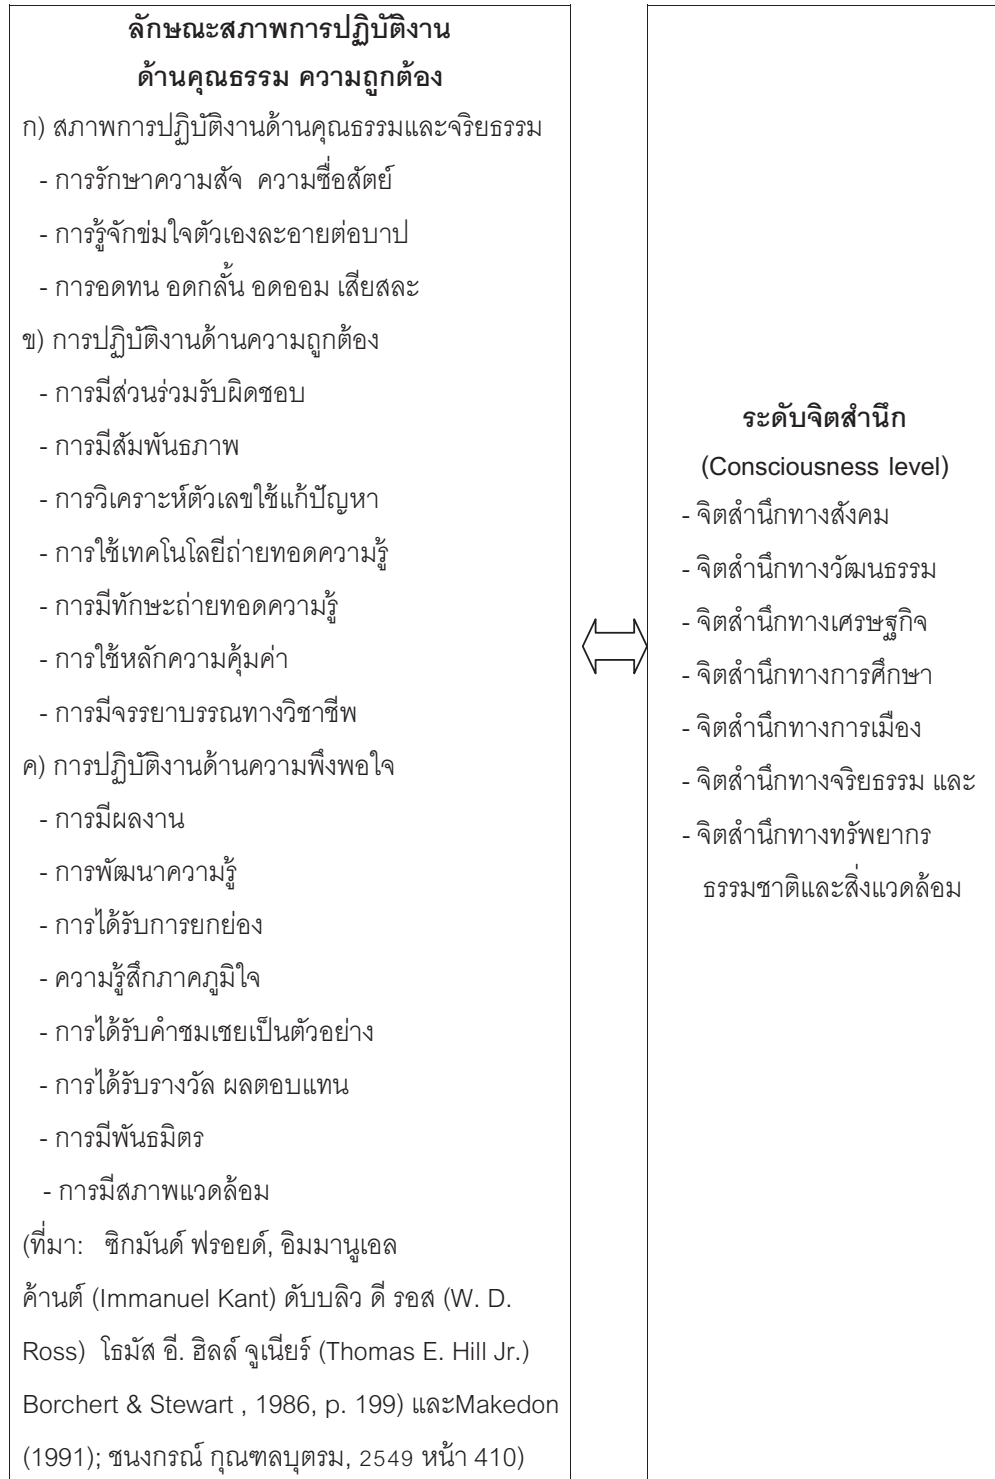 ลักษณะสภาพการปฏิบัติงาน
ด้านคุณธรรม ความถูกต้อง
ก) สภาพการปฏิบัติงานด้านคุณธรรมและจริยธรรม
- การรักษาความสัจ ความซื่อสัตย์
- การรู้จักข่มใจตัวเองละอายต่อบาป
- การอดทน อดกลั้น อดออม เสียสละ
ข) การปฏิบัติงานด้านความถูกต้อง
- การมีส่วนร่วมรับผิดชอบ
- การมีสัมพันธภาพ
- การวิเคราะห์ตัวเลขใช้แก้ปัญหา
- การใช้เทคโนโลยีถ่ายทอดความรู้
- การมีทักษะถ่ายทอดความรู้
- การใช้หลักความคุ้มค่า
- การมีจรรยาบรรณทางวิชาชีพ
ค) การปฏิบัติงานด้านความพึงพอใจ
- การมีผลงาน
- การพัฒนาความรู้
- การได้รับการยกย่อง
- ความรู้สึกภาคภูมิใจ
- การได้รับคำชมเชยเป็นตัวอย่าง
- การได้รับรางวัล ผลตอบแทน
- การมีพันธมิตร
- การมีสภาพแวดล้อม
(ที่มา: ซิกมันด์ ฟรอยด์, อิมมานูเอล
ค้านต์ (Immanuel Kant) ดับบลิว ดี รอส (W. D.
Ross) โธมัส อี. ฮิลล์ จูเนียร์ (Thomas E. Hill Jr.)
Borchert & Stewart , 1986, p. 199) และMakedon
(1991); ชนงกรณ์ กุณฑลบุตรม, 2549 หน้า 410)
ระดับจิตสำนึก
(Consciousness level)
- จิตสำนึกทางสังคม
- จิตสำนึกทางวัฒนธรรม
- จิตสำนึกทางเศรษฐกิจ
- จิตสำนึกทางการศึกษา
- จิตสำนึกทางการเมือง
- จิตสำนึกทางจริยธรรม และ
- จิตสำนึกทางทรัพยากร
ธรรมชาติและสิ่งแวดล้อม